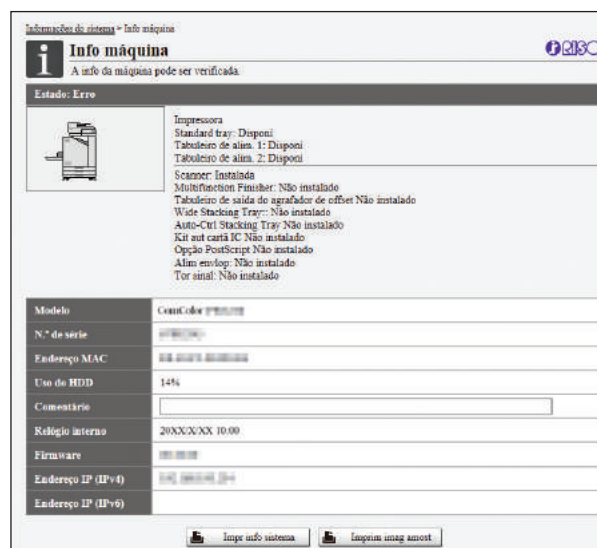 Informações do sistema > Info máquina
Info máquina
RISO
A info da máquina pode ser verificada.
Estado: Erro
Impressora
Standard tray: Disponí
Tabuleiro de alim. 1: Disponí
Tabuleiro de alim. 2: Disponí
Scanner: Instalada
Multifunction Finisher: Não instalado
Tabuleiro de saída do agrafador de offset Não instalado
Wide Stacking Tray:: Não instalado
Auto-Ctrl Stacking Tray Não instalado
Kit aut cartã IC Não instalado
Opção PostScript Não instalado
Alim envlop: Não instalado
Tor sinal: Não instalado
Modelo ComColor
N.º de série
Endereço MAC
Uso do HDD 14%
Comentário
Relógio interno 20XX/X/XX 10:00
Firmware
Endereço IP (IPv4)
Endereço IP (IPv6)
Impr info sistema Imprim imag amost